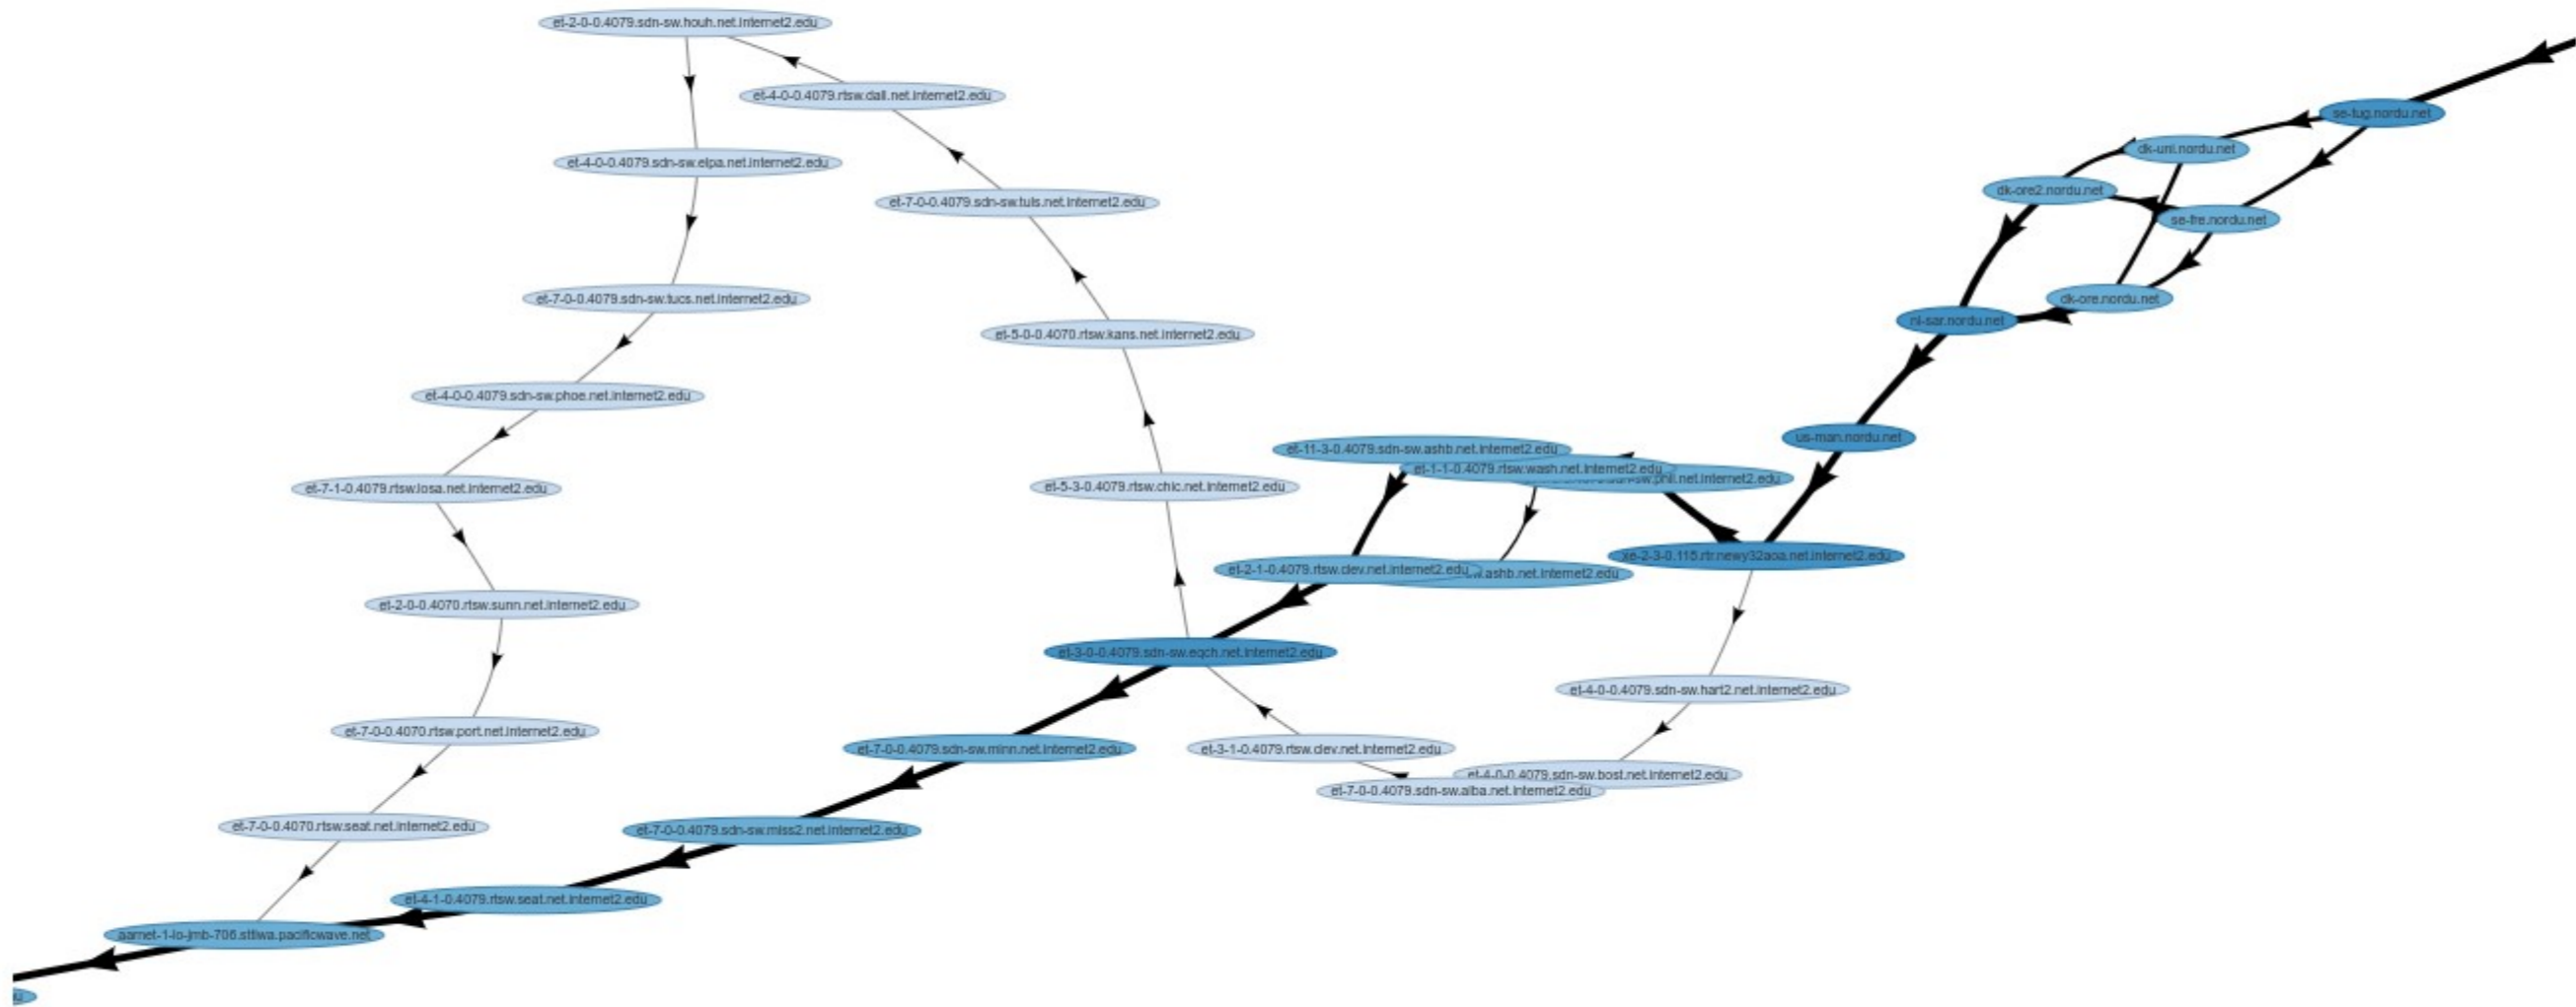 et-2-0-0.4079.sdn-sw.houh.net.internet2.edu
et-4-0-0.4079.rtsw.dall.net.internet2.edu
se-tug.nordu.net
dk-uni.nordu.net
et-4-0-0.4079.sdn-sw.elpa.net.internet2.edu
dk-ore2.nordu.net
et-7-0-0.4079.sdn-sw.tuls.net.internet2.edu
se-fre.nordu.net
et-7-0-0.4079.sdn-sw.tucs.net.internet2.edu
dk-ore.nordu.net
nl-sar.nordu.net
et-5-0-0.4070.rtsw.kans.net.internet2.edu
et-4-0-0.4079.sdn-sw.phoe.net.internet2.edu
us-man.nordu.net
et-11-3-0.4079.sdn-sw.ashb.net.internet2.edu
et-1-1-0.4079.rtsw.wash.net.internet2.edu
sdn-sw.phil.net.internet2.edu
et-7-1-0.4079.rtsw.losa.net.internet2.edu
et-5-3-0.4079.rtsw.chic.net.internet2.edu
xe-2-3-0.115.rtr.newy32aoa.net.internet2.edu
et-2-1-0.4079.rtsw.clev.net.internet2.edu
sw.ashb.net.internet2.edu
et-2-0-0.4070.rtsw.sunn.net.internet2.edu
et-3-0-0.4079.sdn-sw.eqch.net.internet2.edu
et-4-0-0.4079.sdn-sw.hart2.net.internet2.edu
et-7-0-0.4070.rtsw.port.net.internet2.edu
et-7-0-0.4079.sdn-sw.minn.net.internet2.edu
et-3-1-0.4079.rtsw.clev.net.internet2.edu
et-4-0-0.4079.sdn-sw.bost.net.internet2.edu
et-7-0-0.4079.sdn-sw.alba.net.internet2.edu
et-7-0-0.4070.rtsw.seat.net.internet2.edu
et-7-0-0.4079.sdn-sw.miss2.net.internet2.edu
et-4-1-0.4079.rtsw.seat.net.internet2.edu
aarnet-1-lo-jmb-706.sttlwa.pacificwave.net